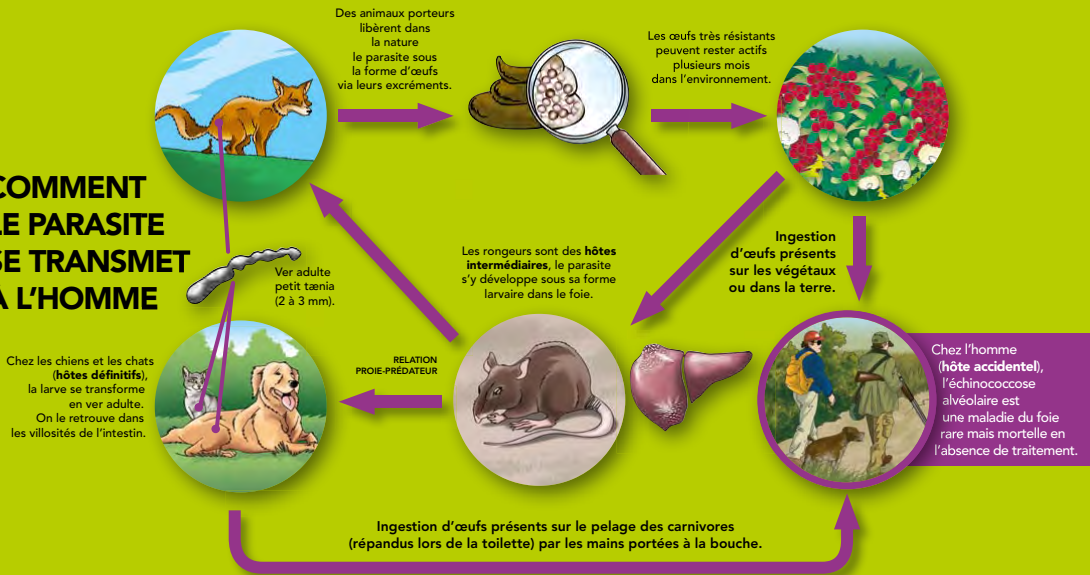 Des animaux porteurs
libèrent dans
la nature
le parasite sous
la forme d'œufs
via leurs excréments.
Les œufs très résistants
peuvent rester actifs
plusieurs mois
dans l'environnement.
COMMENT
LE PARASITE
SE TRANSMET
À L'HOMME
Ver adulte
petit tænia
(2 à 3 mm).
Les rongeurs sont des hôtes
intermédiaires, le parasite
s'y développe sous sa forme
larvaire dans le foie.
Ingestion
d'œufs présents
sur les végétaux
ou dans la terre.
Chez les chiens et les chats
(hôtes définitifs),
la larve se transforme
en ver adulte.
On le retrouve dans
les villosités de l'intestin.
RELATION
PROIE-PRÉDATEUR
Chez l'homme
(hôte accidentel),
l'échinococcose
alvéolaire est
une maladie du foie
rare mais mortelle en
l'absence de traitement.
Ingestion d'œufs présents sur le pelage des carnivores
(répandus lors de la toilette) par les mains portées à la bouche.